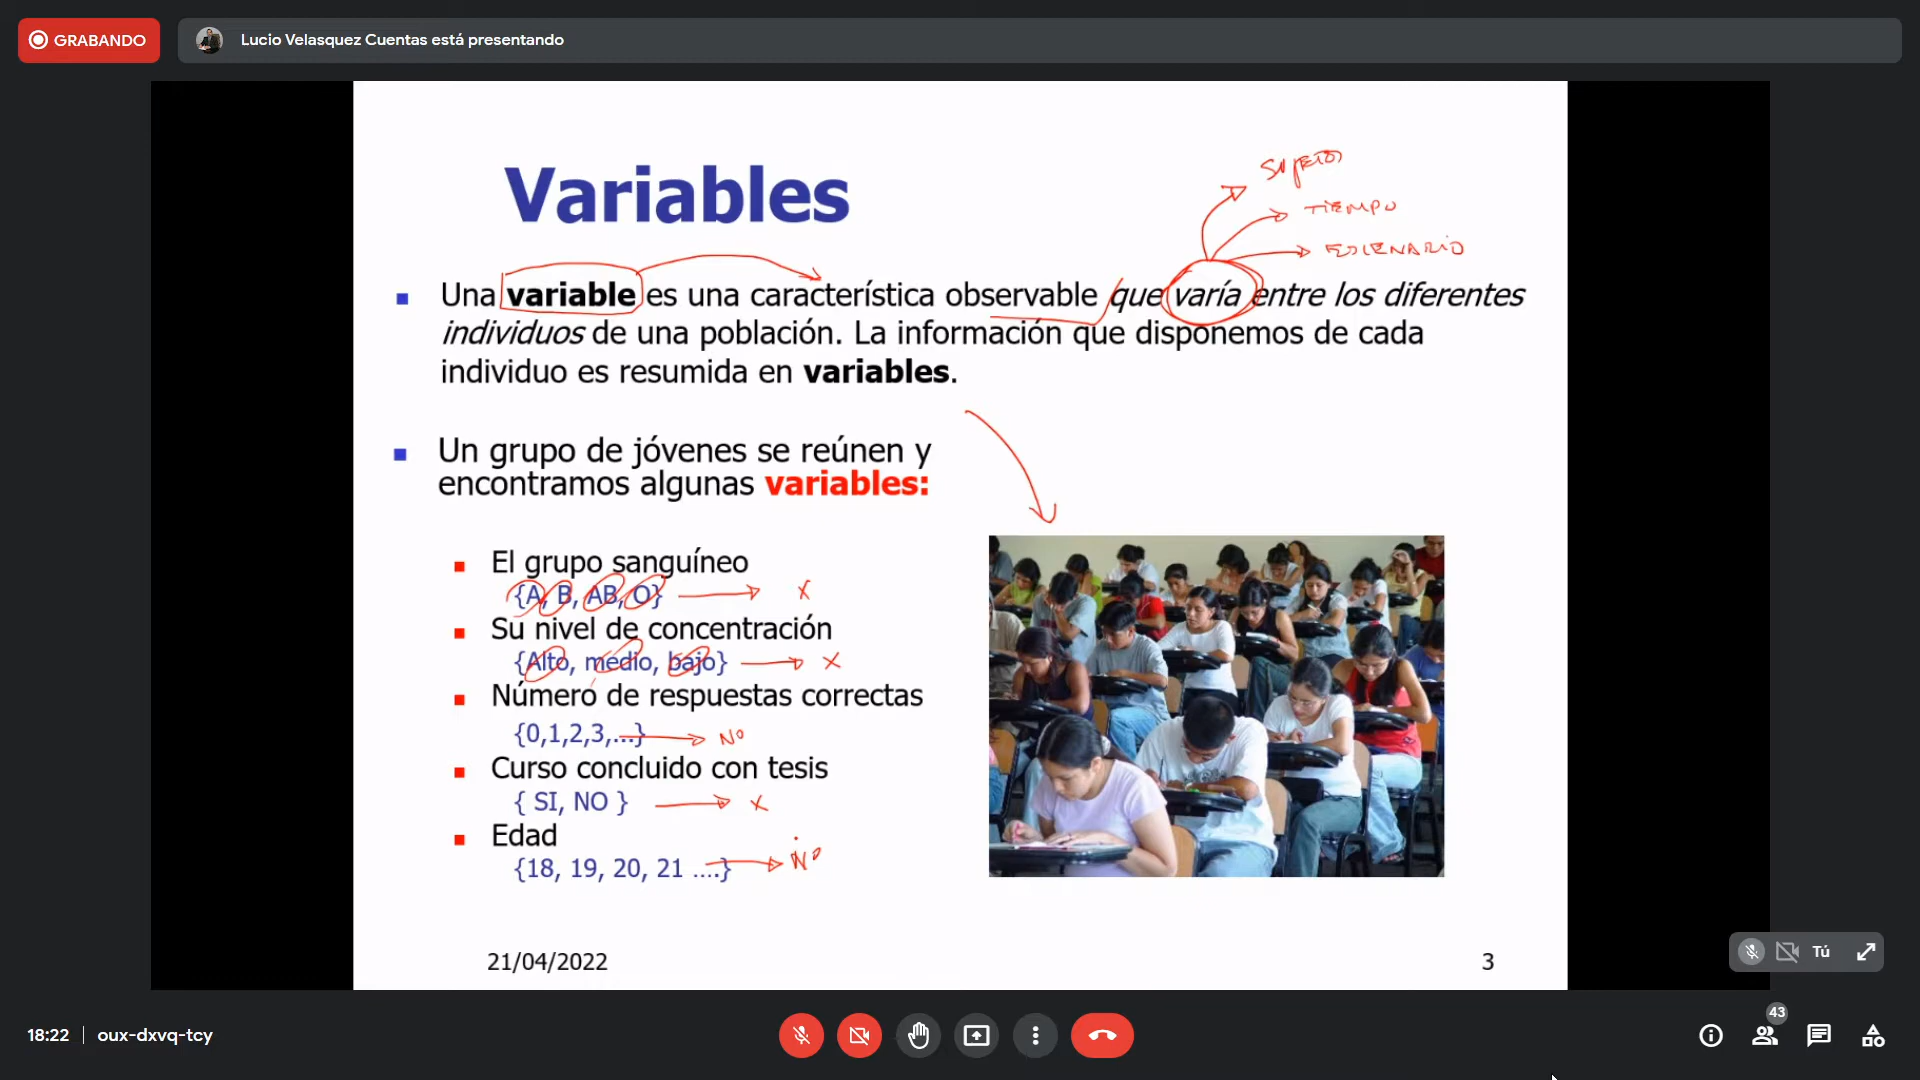 GRABANDO
Lucio Velasquez Cuentas está presentando
Variables
SUJETOS
TIEMPO
ESCENARIO
Una variable es una característica observable que varía entre los diferentes
individuos de una población. La información que disponemos de cada
individuo es resumida en variables.
Un grupo de jóvenes se reúnen y
encontramos algunas variables:
El grupo sanguíneo
{A, B, AB, O} X
Su nivel de concentración
{Alto, medio, bajo} X
Número de respuestas correctas
{0,1,2,3,...} Nº
Curso concluido con tesis
{ SI, NO } X
Edad
{18, 19, 20, 21 ....} Nº
21/04/2022
3
Tú
18:22
oux-dxvq-tcy
43